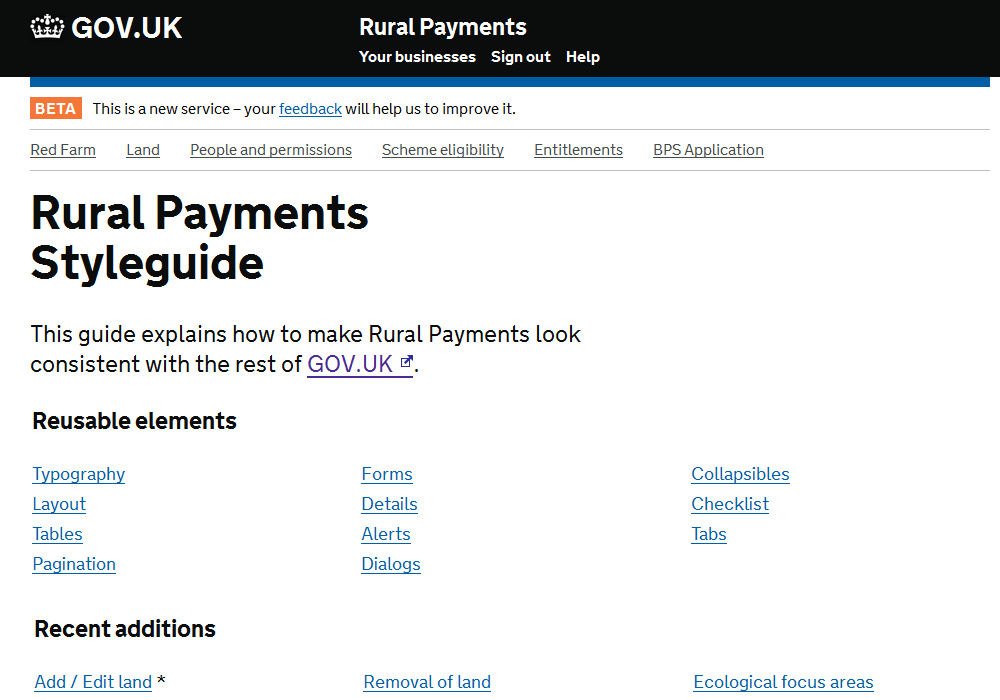 GOV.UK
Rural Payments
Your businesses Sign out Help
BETA This is a new service – your feedback will help us to improve it.
Red Farm Land People and permissions Scheme eligibility Entitlements BPS Application
Rural Payments
Styleguide
This guide explains how to make Rural Payments look
consistent with the rest of GOV.UK.
Reusable elements
Typography Forms Collapsibles
Layout Details Checklist
Tables Alerts Tabs
Pagination Dialogs
Recent additions
Add / Edit land * Removal of land Ecological focus areas